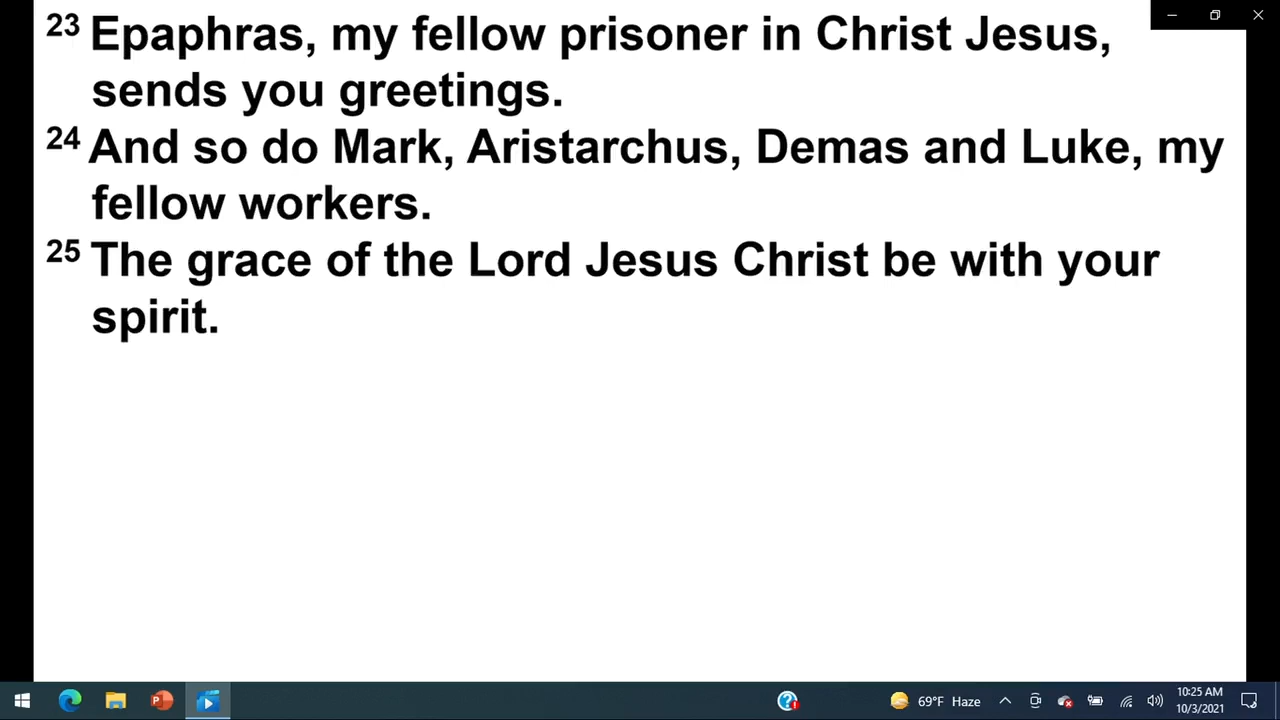 23 Epaphras, my fellow prisoner in Christ Jesus,
sends you greetings.
24 And so do Mark, Aristarchus, Demas and Luke, my
fellow workers.
25 The grace of the Lord Jesus Christ be with your
spirit.
69°F Haze
10:25 AM
10/3/2021